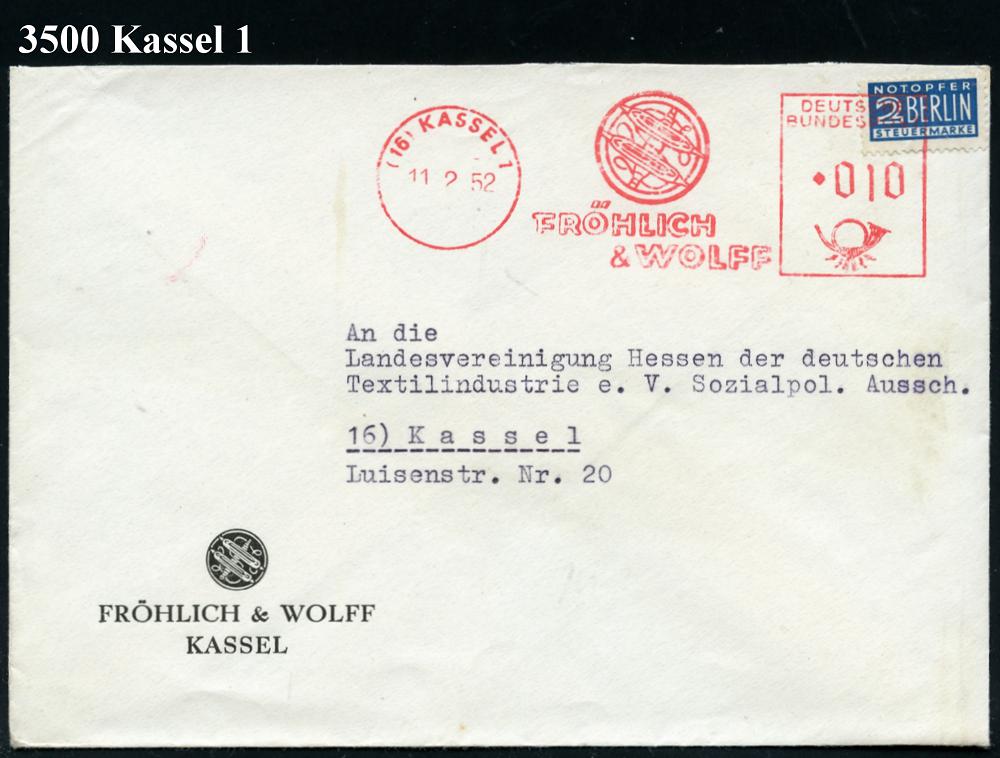 3500 Kassel 1
(16) KASSEL 1
11 2 52
FRÖHLICH
& WOLFF
DEUTS
BUNDES
010
NOTOPFER
2 BERLIN
STEUERMARKE
An die
Landesvereinigung Hessen der deutschen
Textilindustrie e. V. Sozialpol. Aussch.
16) K a s s e l
Luisenstr. Nr. 20
FRÖHLICH & WOLFF
KASSEL